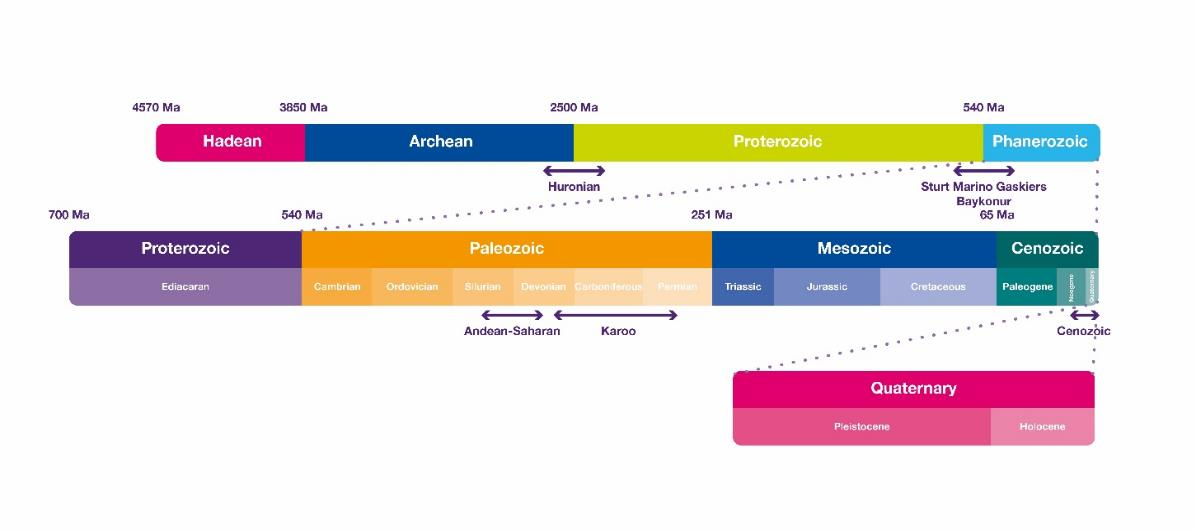 4570 Ma 3850 Ma 2500 Ma 540 Ma
Hadean Archean Proterozoic Phanerozoic
Huronian Sturt Marino Gaskiers
Baykonur
700 Ma 540 Ma 251 Ma 65 Ma
Proterozoic Paleozoic Mesozoic Cenozoic
Ediacaran Cambrian Ordovician Silurian Devonian Carboniferous Permian Triassic Jurassic Cretaceous Paleogene Neogene Quaternary
Andean-Saharan Karoo Cenozoic
Quaternary
Pleistocene Holocene